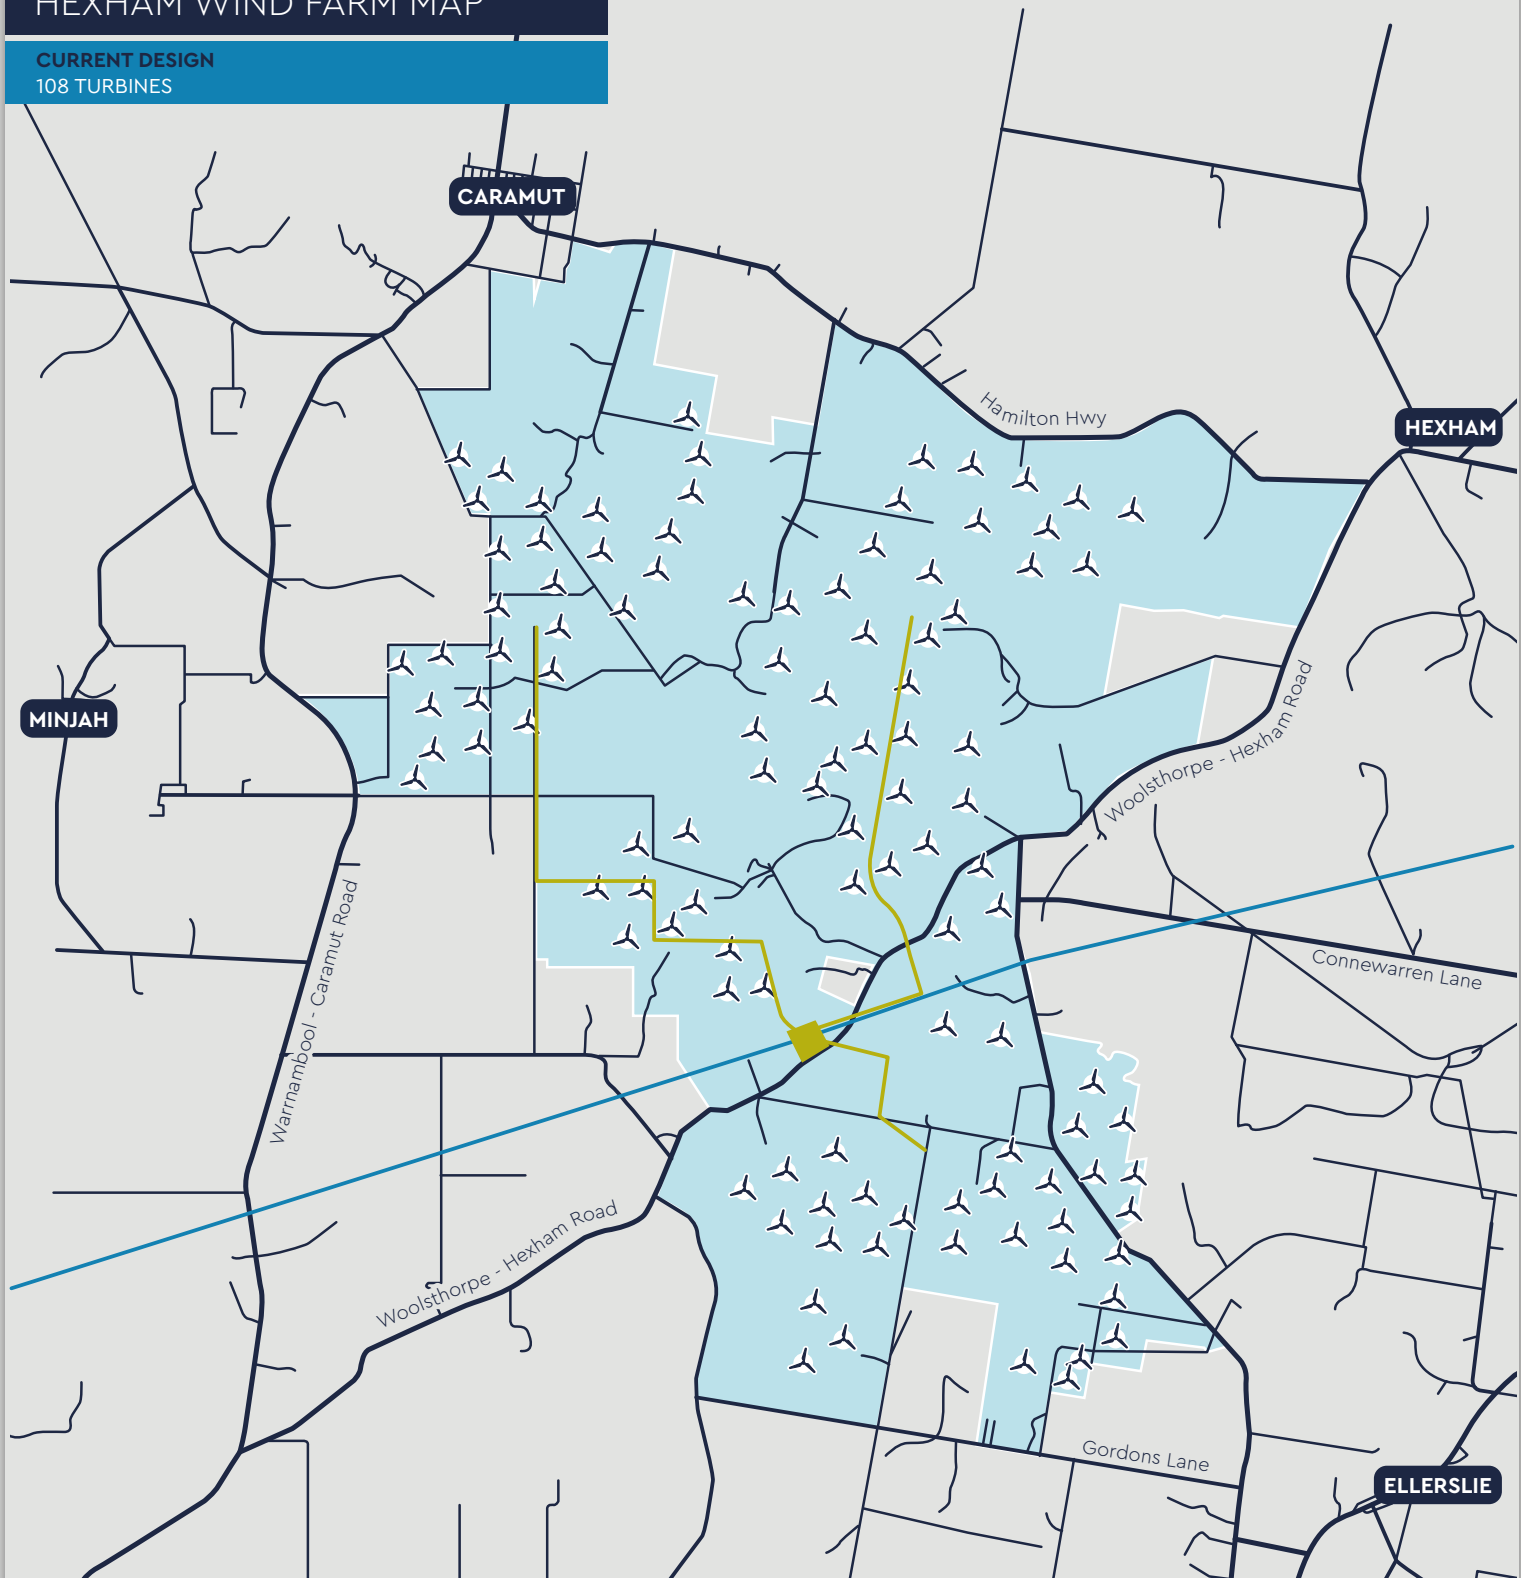 HEXHAM WIND FARM MAP
CURRENT DESIGN
108 TURBINES
CARAMUT
Hamilton Hwy
HEXHAM
MINJAH
Woolsthorpe - Hexham Road
Warrnambool - Caramut Road
Connewarren Lane
Woolsthorpe - Hexham Road
Gordons Lane
ELLERSLIE